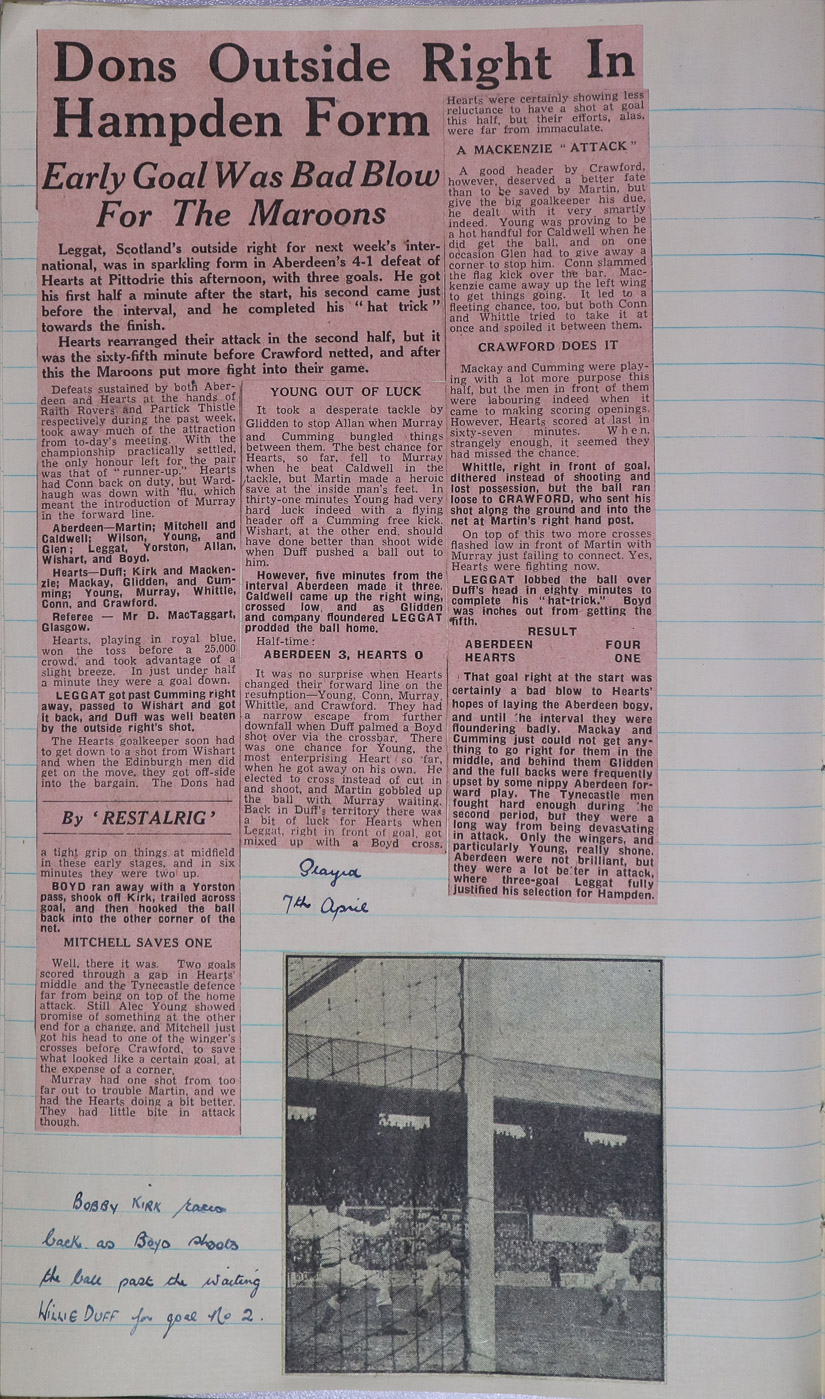 Dons Outside Right In
Hampden Form
Early Goal Was Bad Blow
For The Maroons
Leggat, Scotland's outside right for next week's inter-
national, was in sparkling form in Aberdeen's 4-1 defeat of
Hearts at Pittodrie this afternoon, with three goals. He got
his first half a minute after the start, his second came just
before the interval, and he completed his "hat trick"
towards the finish.
Hearts rearranged their attack in the second half, but it
was the sixty-fifth minute before Crawford netted, and after
this the Maroons put more fight into their game.
Defeats sustained by both Aber-
deen and Hearts at the hands of
Raith Rovers and Partick Thistle
respectively during the past week,
took away much of the attraction
from to-day's meeting. With the
championship practically settled,
the only honour left for the pair
was that of "runner-up." Hearts
had Conn back on duty, but Ward-
haugh was down with 'flu, which
meant the introduction of Murray
in the forward line.
Aberdeen—Martin; Mitchell and
Caldwell; Wilson, Young, and
Glen; Leggat, Yorston, Allan,
Wishart, and Boyd.
Hearts—Duff; Kirk and Macken-
zie; Mackay, Glidden, and Cum-
ming; Young, Murray, Whittle,
Conn, and Crawford.
Referee — Mr D. MacTaggart,
Glasgow.
Hearts, playing in royal blue,
won the toss before a 25,000
crowd, and took advantage of a
slight breeze. In just under half
a minute they were a goal down.
LEGGAT got past Cumming right
away, passed to Wishart and got
it back, and Duff was well beaten
by the outside right's shot.
The Hearts goalkeeper soon had
to get down to a shot from Wishart
and when the Edinburgh men did
get on the move, they got off-side
into the bargain. The Dons had
By 'RESTALRIG'
a tight grip on things at midfield
in these early stages, and in six
minutes they were two up.
BOYD ran away with a Yorston
pass, shook off Kirk, trailed across
goal, and then hooked the ball
back into the other corner of the
net.
MITCHELL SAVES ONE
Well, there it was. Two goals
scored through a gap in Hearts'
middle and the Tynecastle defence
far from being on top of the home
attack. Still Alec Young showed
promise of something at the other
end for a change, and Mitchell just
got his head to one of the winger's
crosses before Crawford, to save
what looked like a certain goal, at
the expense of a corner.
Murray had one shot from too
far out to trouble Martin, and we
had the Hearts doing a bit better.
They had little bite in attack
though.
YOUNG OUT OF LUCK
It took a desperate tackle by
Glidden to stop Allan when Murray
and Cumming bungled things
between them. The best chance for
Hearts, so far, fell to Murray
when he beat Caldwell in the
tackle, but Martin made a heroic
save at the inside man's feet. In
thirty-one minutes Young had very
hard luck indeed with a flying
header off a Cumming free kick.
Wishart, at the other end, should
have done better than shoot wide
when Duff pushed a ball out to
him.
However, five minutes from the
interval Aberdeen made it three.
Caldwell came up the right wing,
crossed low, and as Glidden
and company floundered LEGGAT
prodded the ball home.
Half-time:
ABERDEEN 3, HEARTS 0
It was no surprise when Hearts
changed their forward line on the
resumption—Young, Conn, Murray,
Whittle, and Crawford. They had
a narrow escape from further
downfall when Duff palmed a Boyd
shot over via the crossbar. There
was one chance for Young, the
most enterprising Heart so far,
when he got away on his own. He
elected to cross instead of cut in
and shoot, and Martin gobbled up
the ball with Murray waiting.
Back in Duff's territory there was
a bit of luck for Hearts when
Leggat, right in front of goal, got
mixed up with a Boyd cross.
Hearts were certainly showing less
reluctance to have a shot at goal
this half, but their efforts, alas,
were far from immaculate.
A MACKENZIE "ATTACK"
A good header by Crawford,
however, deserved a better fate
than to be saved by Martin, but
give the big goalkeeper his due,
he dealt with it very smartly
indeed. Young was proving to be
a hot handful for Caldwell when he
did get the ball, and on one
occasion Glen had to give away a
corner to stop him. Conn slammed
the flag kick over the bar. Mac-
kenzie came away up the left wing
to get things going. It led to a
fleeting chance, too, but both Conn
and Whittle tried to take it at
once and spoiled it between them.
CRAWFORD DOES IT
Mackay and Cumming were play-
ing with a lot more purpose this
half, but the men in front of them
were labouring indeed when it
came to making scoring openings.
However, Hearts scored at last in
sixty-seven minutes. When,
strangely enough, it seemed they
had missed the chance.
Whittle, right in front of goal,
dithered instead of shooting and
lost possession, but the ball ran
loose to CRAWFORD, who sent his
shot along the ground and into the
net at Martin's right hand post.
On top of this two more crosses
flashed low in front of Martin with
Murray just failing to connect. Yes,
Hearts were fighting now.
LEGGAT lobbed the ball over
Duff's head in eighty minutes to
complete his "hat-trick." Boyd
was inches out from getting the
fifth.
RESULT
ABERDEEN FOUR
HEARTS ONE
That goal right at the start was
certainly a bad blow to Hearts'
hopes of laying the Aberdeen bogy,
and until the interval they were
floundering badly. Mackay and
Cumming just could not get any-
thing to go right for them in the
middle, and behind them Glidden
and the full backs were frequently
upset by some nippy Aberdeen for-
ward play. The Tynecastle men
fought hard enough during the
second period, but they were a
long way from being devastating
in attack. Only the wingers, and
particularly Young, really shone.
Aberdeen were not brilliant, but
they were a lot better in attack,
where three-goal Leggat fully
justified his selection for Hampden.
Played
7th April
BOBBY KIRK races
back as Boyd shoots
the ball past the waiting
WILLIE DUFF for goal No 2.